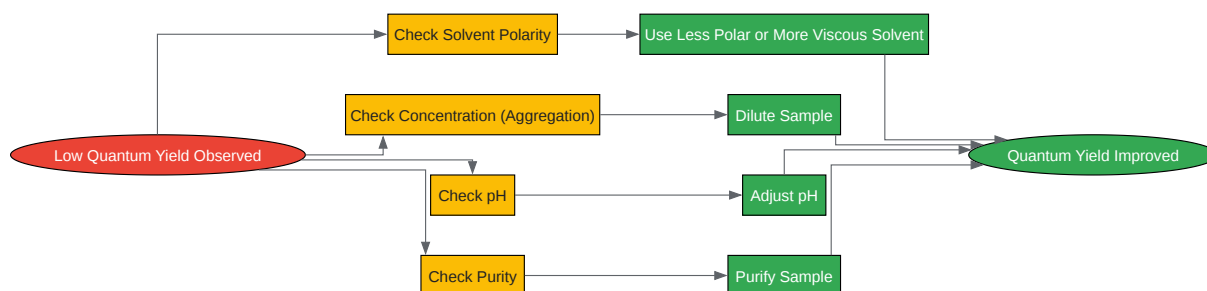 Check Solvent Polarity
Use Less Polar or More Viscous Solvent
Check Concentration (Aggregation)
Dilute Sample
Low Quantum Yield Observed
Quantum Yield Improved
Check pH
Adjust pH
Check Purity
Purify Sample